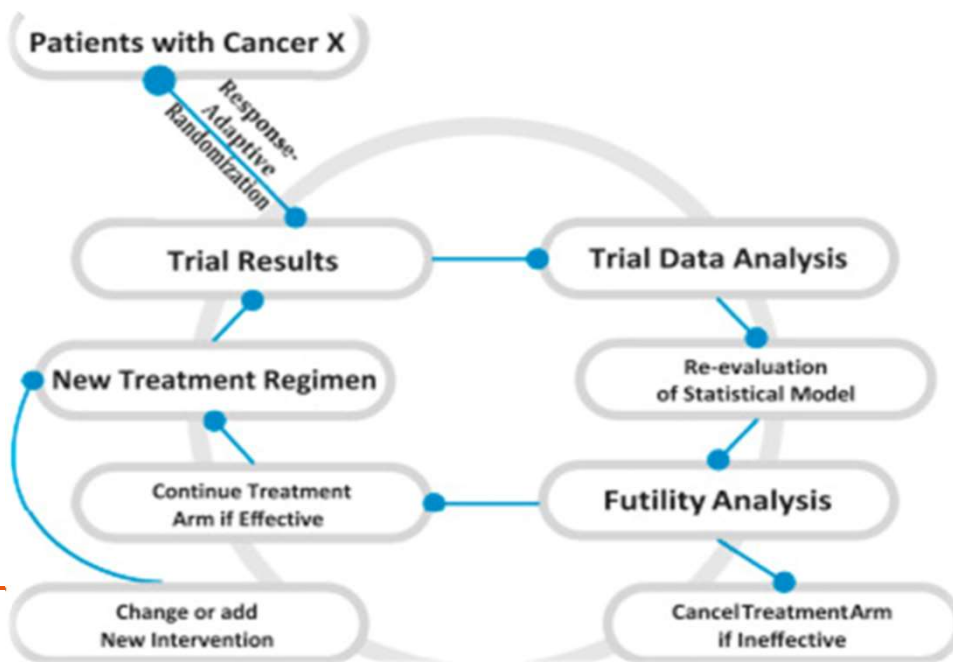 Patients with Cancer X
Response-
Adaptive
Randomization
Trial Results
Trial Data Analysis
New Treatment Regimen
Re-evaluation
of Statistical Model
Continue Treatment
Arm if Effective
Futility Analysis
Change or add
New Intervention
Cancel Treatment Arm
if Ineffective